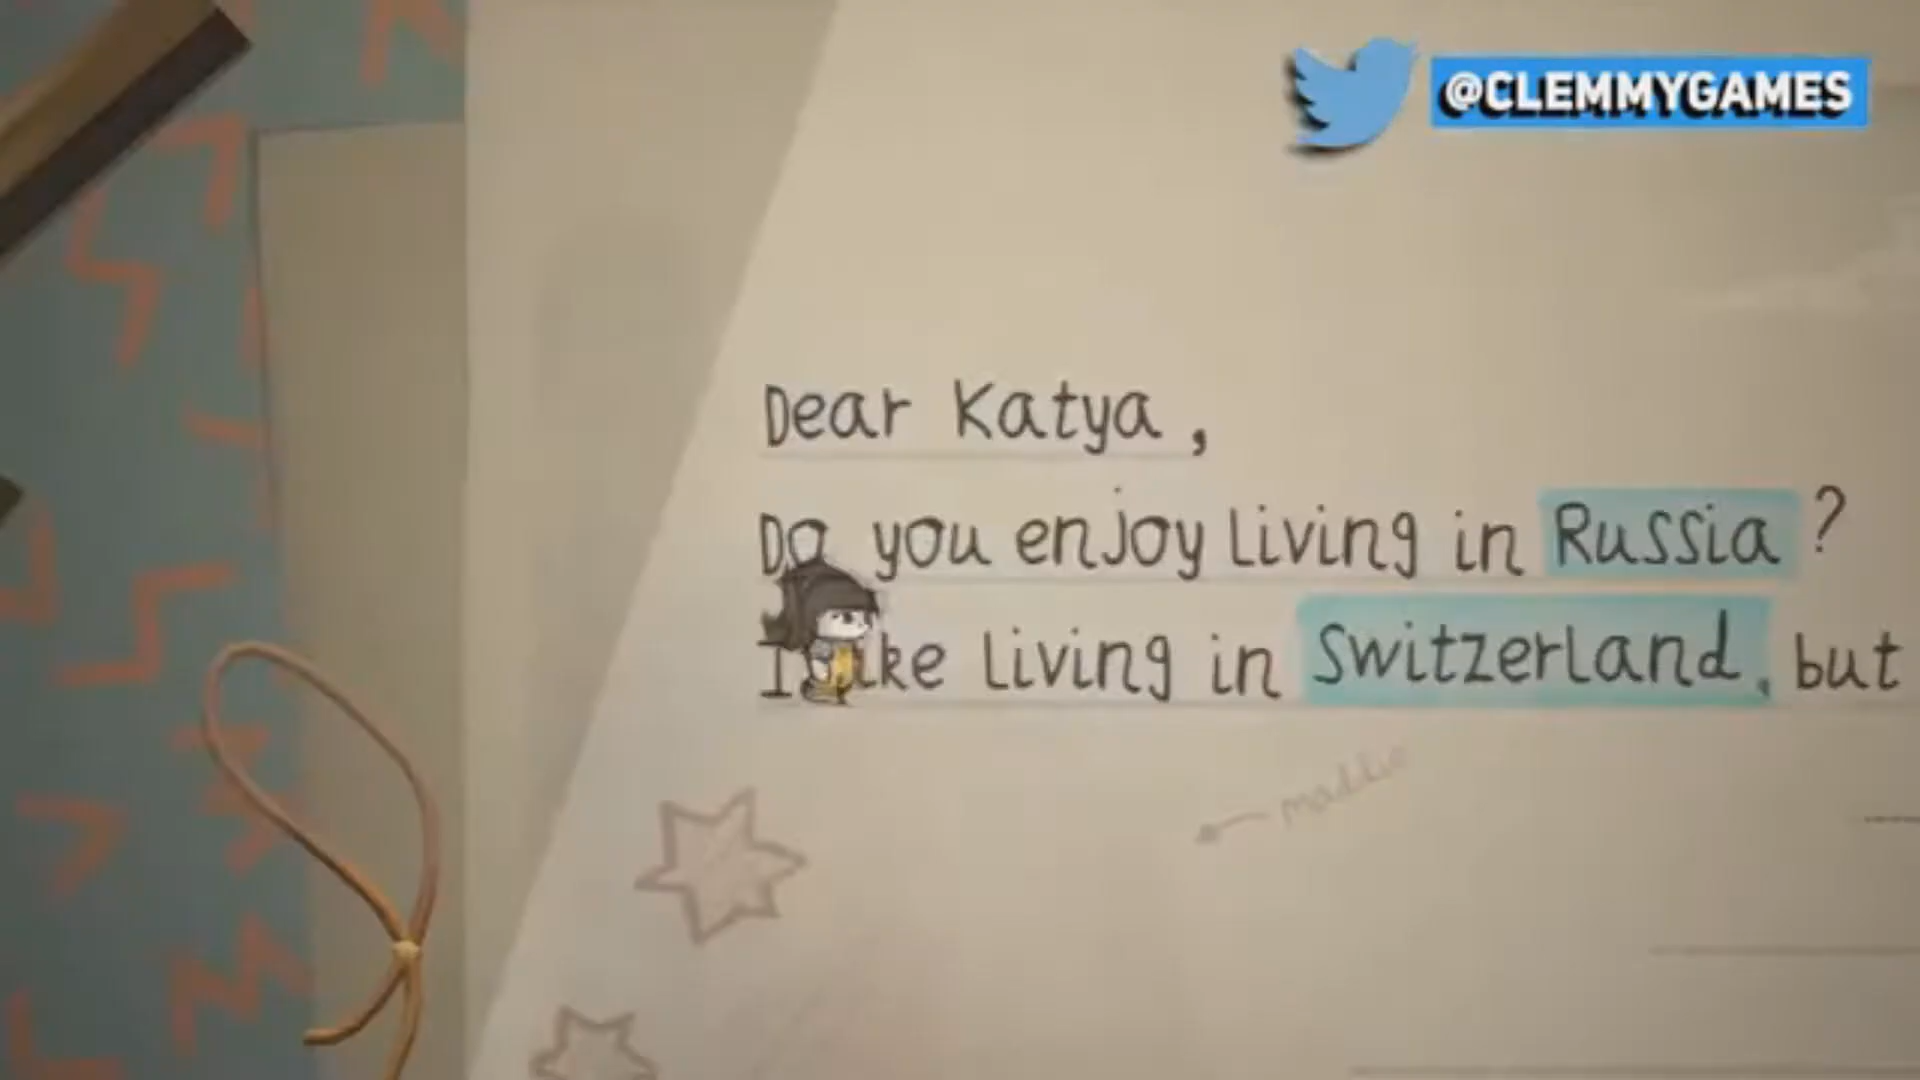 @CLEMMYGAMES
Dear Katya,
Do you enjoy living in Russia?
I like living in Switzerland, but